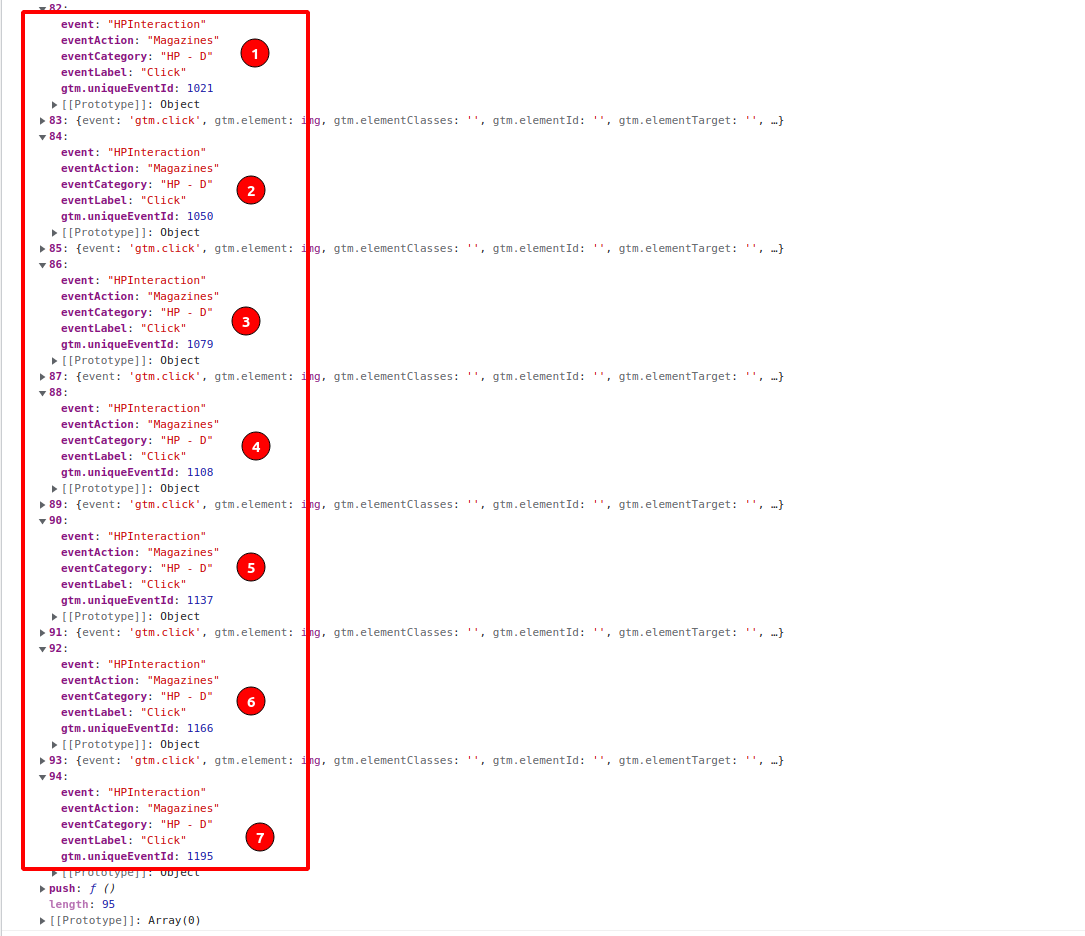 82:
event: "HPInteraction"
eventAction: "Magazines"
eventCategory: "HP - D"
eventLabel: "Click"
gtm.uniqueEventId: 1021
[[Prototype]]: Object
1
83: {event: 'gtm.click', gtm.element: img, gtm.elementClasses: '', gtm.elementId: '', gtm.elementTarget: '', …}
84:
event: "HPInteraction"
eventAction: "Magazines"
eventCategory: "HP - D"
eventLabel: "Click"
gtm.uniqueEventId: 1050
[[Prototype]]: Object
2
85: {event: 'gtm.click', gtm.element: img, gtm.elementClasses: '', gtm.elementId: '', gtm.elementTarget: '', …}
86:
event: "HPInteraction"
eventAction: "Magazines"
eventCategory: "HP - D"
eventLabel: "Click"
gtm.uniqueEventId: 1079
[[Prototype]]: Object
3
87: {event: 'gtm.click', gtm.element: img, gtm.elementClasses: '', gtm.elementId: '', gtm.elementTarget: '', …}
88:
event: "HPInteraction"
eventAction: "Magazines"
eventCategory: "HP - D"
eventLabel: "Click"
gtm.uniqueEventId: 1108
[[Prototype]]: Object
4
89: {event: 'gtm.click', gtm.element: img, gtm.elementClasses: '', gtm.elementId: '', gtm.elementTarget: '', …}
90:
event: "HPInteraction"
eventAction: "Magazines"
eventCategory: "HP - D"
eventLabel: "Click"
gtm.uniqueEventId: 1137
[[Prototype]]: Object
5
91: {event: 'gtm.click', gtm.element: img, gtm.elementClasses: '', gtm.elementId: '', gtm.elementTarget: '', …}
92:
event: "HPInteraction"
eventAction: "Magazines"
eventCategory: "HP - D"
eventLabel: "Click"
gtm.uniqueEventId: 1166
[[Prototype]]: Object
6
93: {event: 'gtm.click', gtm.element: img, gtm.elementClasses: '', gtm.elementId: '', gtm.elementTarget: '', …}
94:
event: "HPInteraction"
eventAction: "Magazines"
eventCategory: "HP - D"
eventLabel: "Click"
gtm.uniqueEventId: 1195
[[Prototype]]: Object
7
push: ƒ ()
length: 95
[[Prototype]]: Array(0)